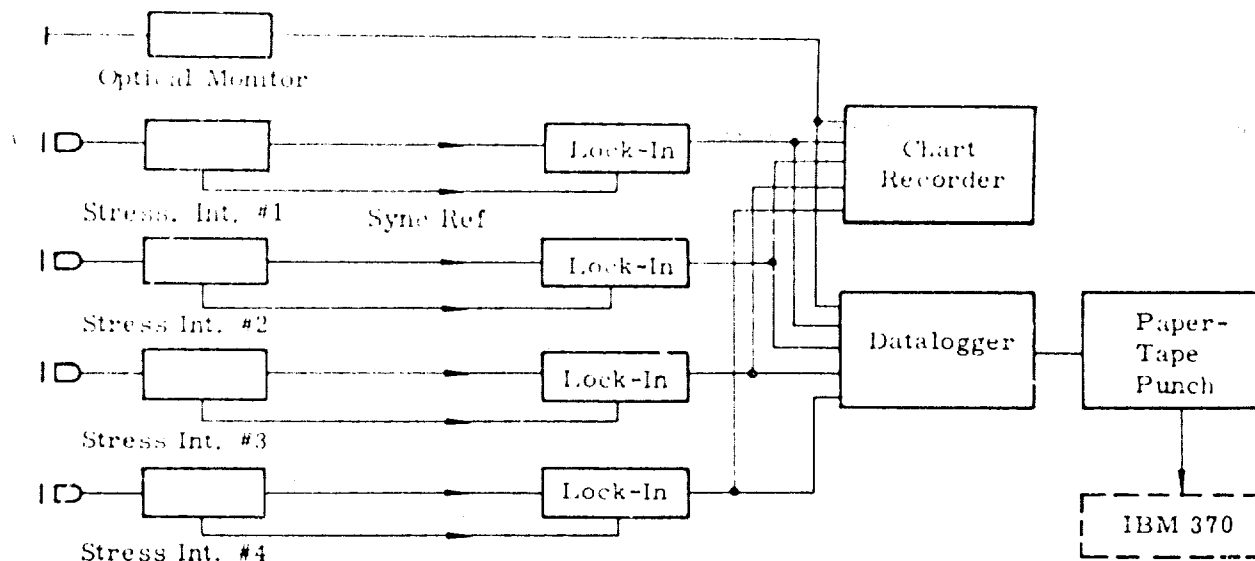 Optical Monitor
Lock-In
Chart
Recorder
Stress. Int. #1
Sync Ref
Lock-In
Stress Int. #2
Datalogger
Paper-
Tape
Punch
Lock-In
Stress Int. #3
Lock-In
IBM 370
Stress Int. #4